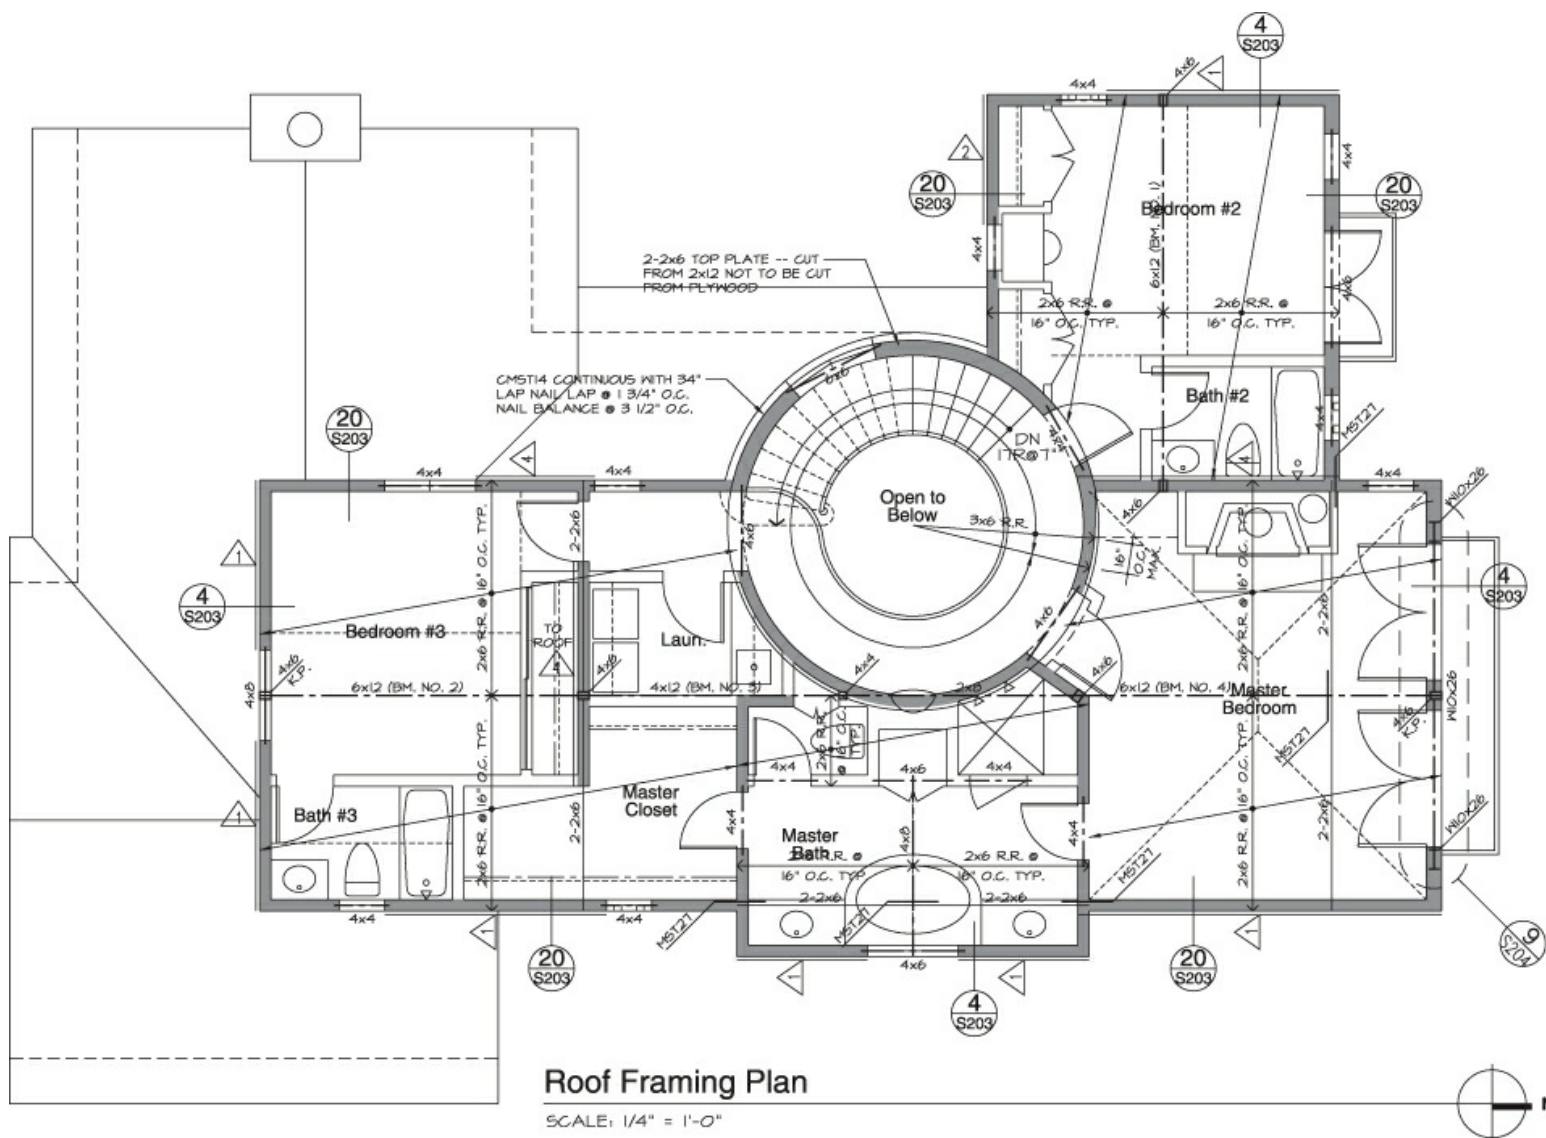 4
S203
4x4
4x6
1
2
20
S203
20
S203
4x4
Bedroom #2
6x12 (BM. NO. 1)
4x4
4x6
2-2x6 TOP PLATE -- CUT
FROM 2x12 NOT TO BE CUT
FROM PLYWOOD
2x6 R.R. @
16" O.C. TYP.
2x6 R.R. @
16" O.C. TYP.
CMST14 CONTINUOUS WITH 34"
LAP NAIL LAP @ 1 3/4" O.C.
NAIL BALANCE @ 3 1/2" O.C.
6x6
Bath #2
4x4
MST27
4
20
S203
4
4x4
4x4
DN
17R@7"
4x4
4x4
4x6
W10x26
Open to
Below
3x6 R.R.
16"
O.C.
MAX.
2-2x6
2x6 R.R. @ 16" O.C. TYP.
4x6
2x6 R.R. @ 16" O.C. TYP.
1
4
S203
4
S203
Bedroom #3
TO
ROOF
4
Laun.
4x6
2-2x6
4x6
K.P.
4x8
6x12 (BM. NO. 2)
4x6
4x12 (BM. NO. 3)
4x4
2x6
4x6
6x12 (BM. NO. 4)
Master
Bedroom
4x6
K.P.
W10x26
MST27
2x6 R.R. @ 16" O.C. TYP.
2x6 R.R.
@ 16" O.C.
TYP.
4x4
4x6
4x4
2x6 R.R. @ 16" O.C. TYP.
1
Bath #3
Master
Closet
2-2x6
4x4
Master
Bath
4x8
4x4
2-2x6
W10x26
2x6 R.R. @
16" O.C. TYP.
2x6 R.R. @
16" O.C. TYP.
MST27
2-2x6
2-2x6
4x4
4x4
MST27
MST27
1
1
20
S203
4x6
1
1
20
S203
9
S204
4
S203
Roof Framing Plan
SCALE: 1/4" = 1'-0"